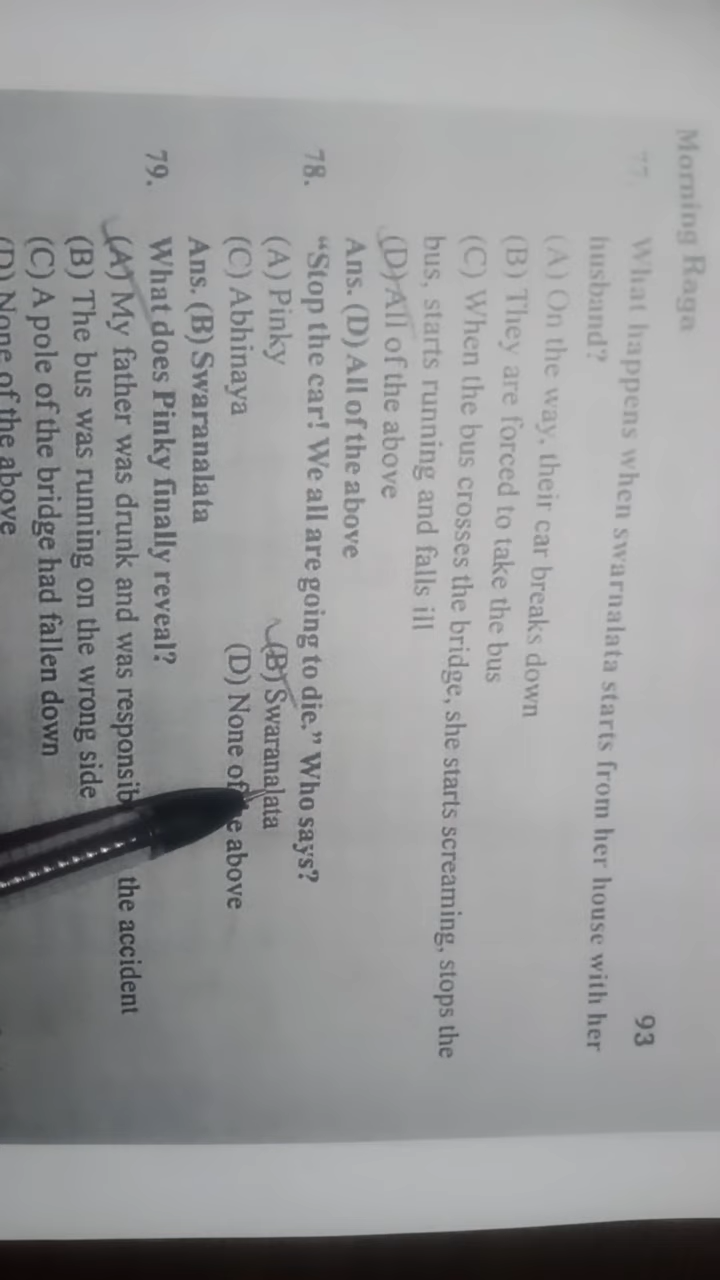 Morning Raga 93
77. What happens when swarnalata starts from her house with her
husband?
(A) On the way, their car breaks down
(B) They are forced to take the bus
(C) When the bus crosses the bridge, she starts screaming, stops the
bus, starts running and falls ill
(D) All of the above
Ans. (D) All of the above
78. “Stop the car! We all are going to die.” Who says?
(A) Pinky (B) Swaranalata
(C) Abhinaya (D) None of above
Ans. (B) Swaranalata
79. What does Pinky finally reveal?
(A) My father was drunk and was the accident
(B) The bus was running on the wrong side
(C) A pole of the bridge had fallen down
(D) None of the above